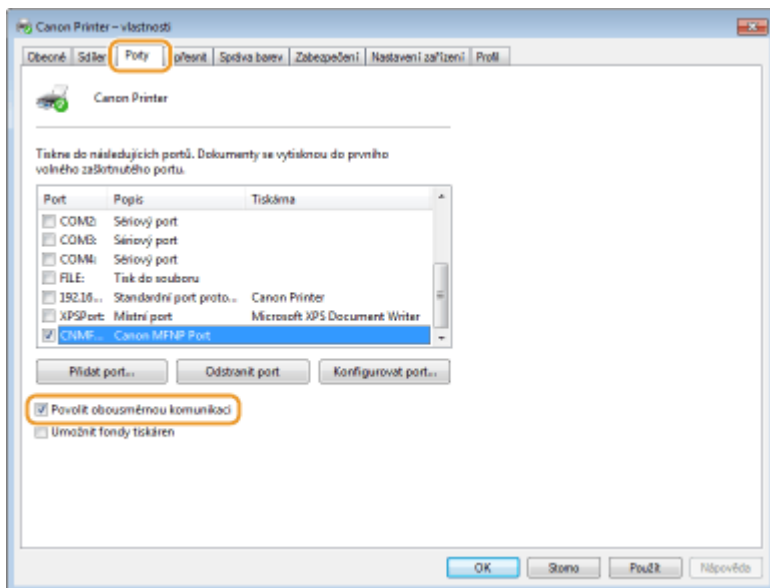 Canon Printer – vlastnosti
Obecné Sdílení Porty Upřesnit Správa barev Zabezpečení Nastavení zařízení Profil
Canon Printer
Tiskne do následujících portů. Dokumenty se vytisknou do prvního
volného zaškrtnutého portu.
Port Popis Tiskárna
COM2: Sériový port
COM3: Sériový port
COM4: Sériový port
FILE: Tisk do souboru
192.16... Standardní port proto... Canon Printer
XPSPort: Místní port Microsoft XPS Document Writer
CNMF... Canon MFNP Port
Přidat port... Odstranit port Konfigurovat port...
Povolit obousměrnou komunikaci
Umožnit fondy tiskáren
OK Storno Použít Nápověda